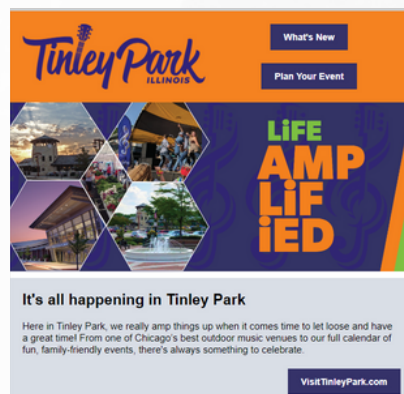 Tinley Park
ILLINOIS
What's New
Plan Your Event
LiFE
AMP
LiF
iED
It's all happening in Tinley Park
Here in Tinley Park, we really amp things up when it comes time to let loose and have
a great time! From one of Chicago's best outdoor music venues to our full calendar of
fun, family-friendly events, there's always something to celebrate.
VisitTinleyPark.com